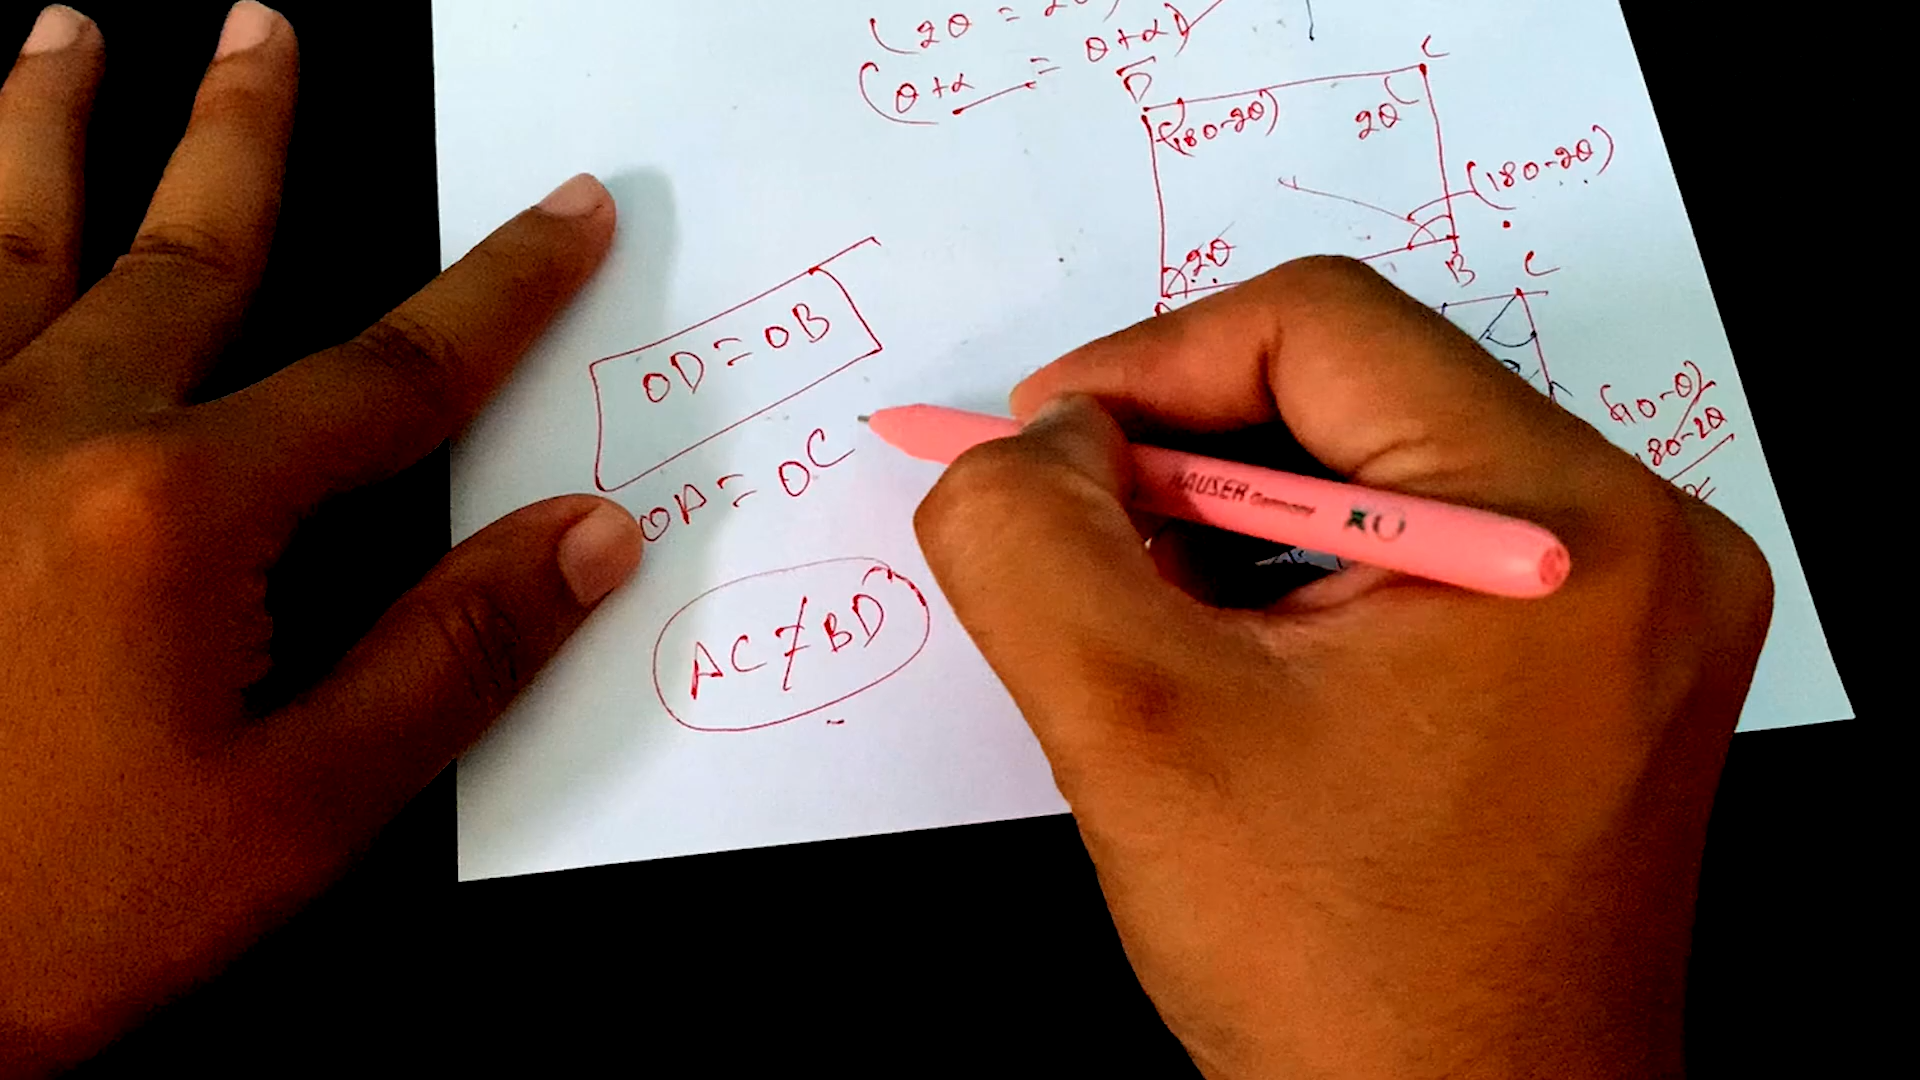 (2θ = 2
(θ+α = θ+α)
D
C
(180-2θ)
2θ
(180-2θ)
2θ
B
C
OD=OB
(90-θ)
180-2θ
OA=OC
HAUSER Germany XO
AC≠BD